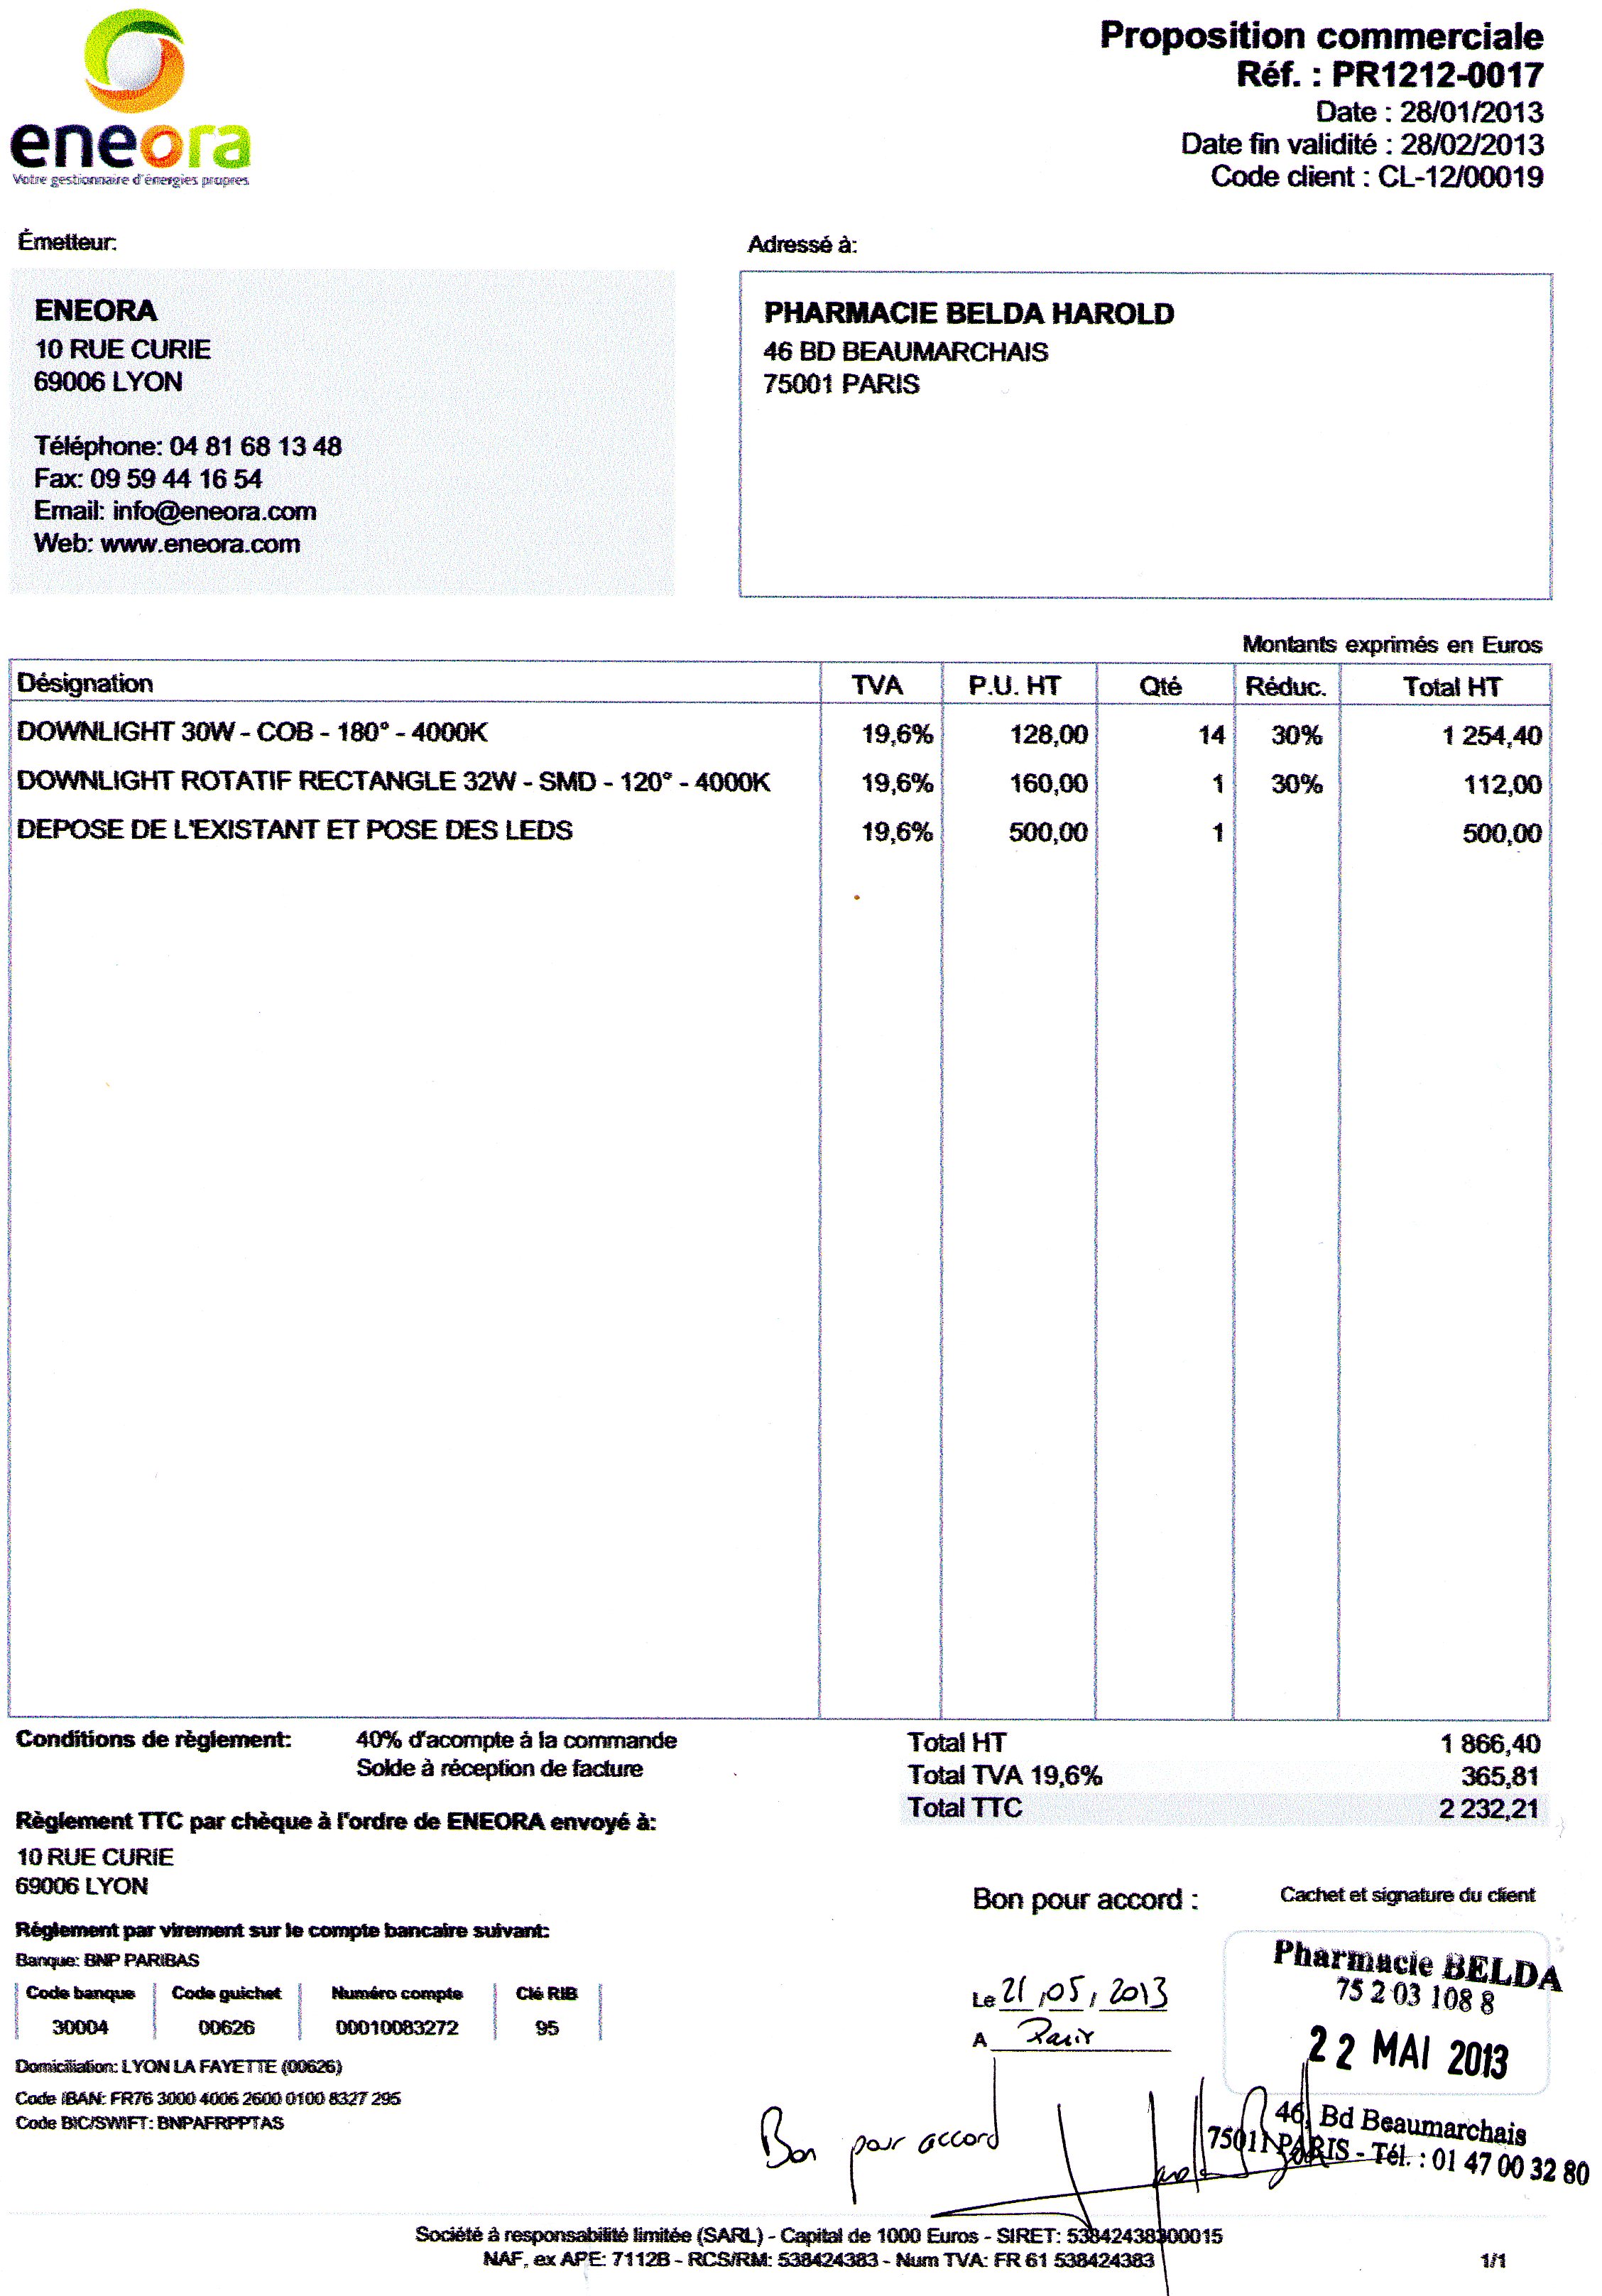 eneora
Votre gestionnaire d'énergies propres
Proposition commerciale
Réf. : PR1212-0017
Date : 28/01/2013
Date fin validité : 28/02/2013
Code client : CL-12/00019
Émetteur:
ENEORA
10 RUE CURIE
69006 LYON
Téléphone: 04 81 68 13 48
Fax: 09 59 44 16 54
Email: info@eneora.com
Web: www.eneora.com
Adressé à:
PHARMACIE BELDA HAROLD
46 BD BEAUMARCHAIS
75001 PARIS
Montants exprimés en Euros
Désignation TVA P.U. HT Qté Réduc. Total HT
DOWNLIGHT 30W - COB - 180° - 4000K 19,6% 128,00 14 30% 1 254,40
DOWNLIGHT ROTATIF RECTANGLE 32W - SMD - 120° - 4000K 19,6% 160,00 1 30% 112,00
DEPOSE DE L'EXISTANT ET POSE DES LEDS 19,6% 500,00 1 500,00
Conditions de règlement: 40% d'acompte à la commande
Solde à réception de facture
Total HT 1 866,40
Total TVA 19,6% 365,81
Total TTC 2 232,21
Règlement TTC par chèque à l'ordre de ENEORA envoyé à:
10 RUE CURIE
69006 LYON
Règlement par virement sur le compte bancaire suivant:
Banque: BNP PARIBAS
Code banque Code guichet Numéro compte Clé RIB
30004 00626 00010083272 95
Domiciliation: LYON LA FAYETTE (00626)
Code IBAN: FR76 3000 4006 2600 0100 8327 295
Code BIC/SWIFT: BNPAFRPPTAS
Bon pour accord : Cachet et signature du client
Le 21/05/2013
A Paris
Pharmacie BELDA
75 2 03 108 8
22 MAI 2013
46, Bd Beaumarchais
75011 PARIS - Tél. : 01 47 00 32 80
Bon pour accord
Société à responsabilité limitée (SARL) - Capital de 1000 Euros - SIRET: 53842438300015
NAF, ex APE: 7112B - RCS/RM: 538424383 - Num TVA: FR 61 538424383
1/1